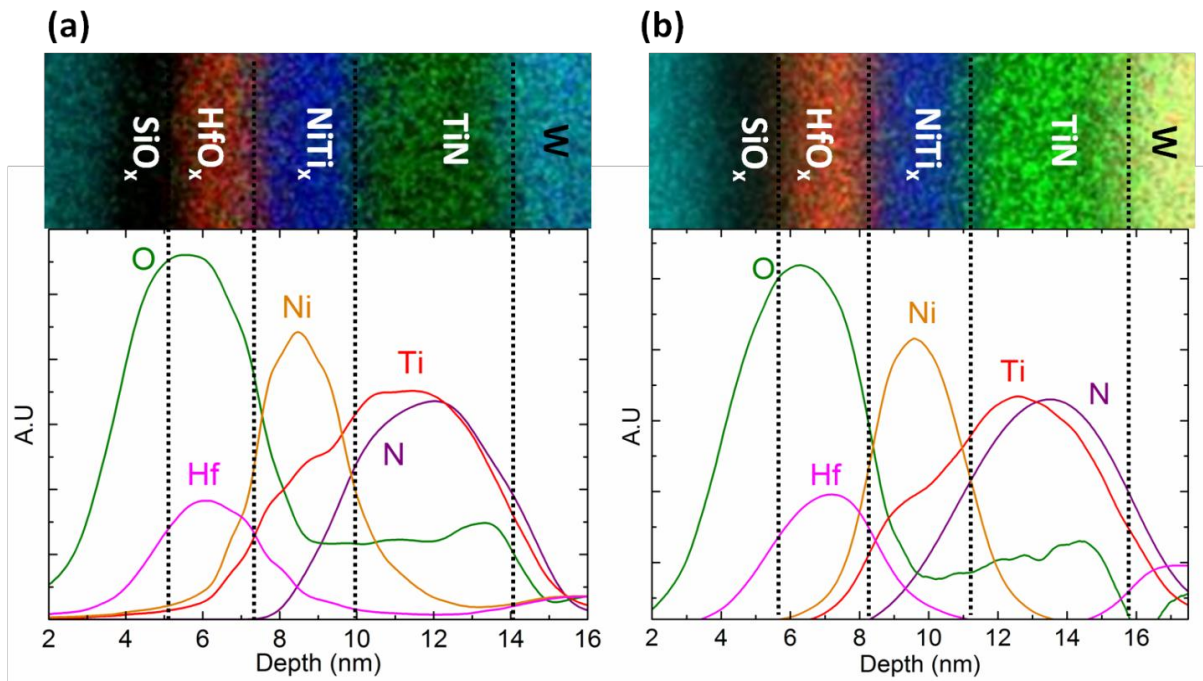 (a)
SiOx
HfOx
NiTix
TiN
W
O
Ni
Ti
N
Hf
A.U
2 4 6 8 10 12 14 16
Depth (nm)
(b)
SiOx
HfOx
NiTix
TiN
W
O
Ni
Ti
N
Hf
A.U
2 4 6 8 10 12 14 16
Depth (nm)